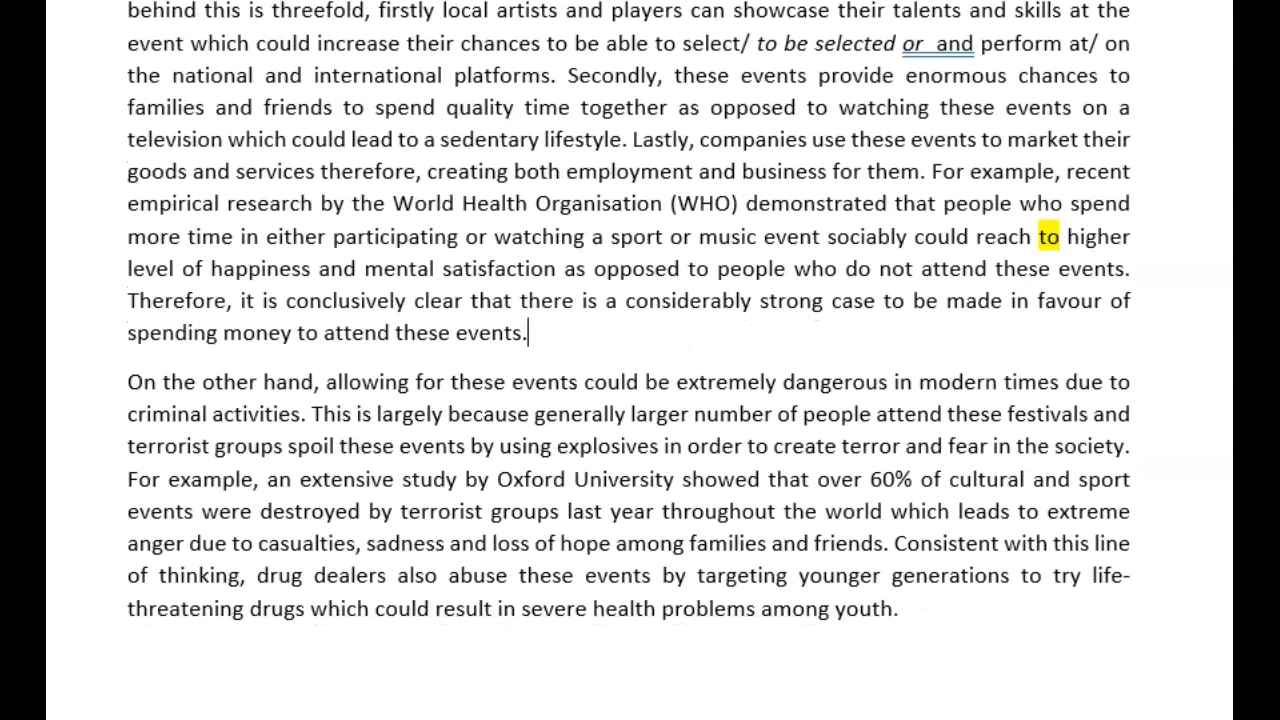 behind this is threefold, firstly local artists and players can showcase their talents and skills at the
event which could increase their chances to be able to select/ to be selected or  and perform at/ on
the national and international platforms. Secondly, these events provide enormous chances to
families and friends to spend quality time together as opposed to watching these events on a
television which could lead to a sedentary lifestyle. Lastly, companies use these events to market their
goods and services therefore, creating both employment and business for them. For example, recent
empirical research by the World Health Organisation (WHO) demonstrated that people who spend
more time in either participating or watching a sport or music event sociably could reach to higher
level of happiness and mental satisfaction as opposed to people who do not attend these events.
Therefore, it is conclusively clear that there is a considerably strong case to be made in favour of
spending money to attend these events.
On the other hand, allowing for these events could be extremely dangerous in modern times due to
criminal activities. This is largely because generally larger number of people attend these festivals and
terrorist groups spoil these events by using explosives in order to create terror and fear in the society.
For example, an extensive study by Oxford University showed that over 60% of cultural and sport
events were destroyed by terrorist groups last year throughout the world which leads to extreme
anger due to casualties, sadness and loss of hope among families and friends. Consistent with this line
of thinking, drug dealers also abuse these events by targeting younger generations to try life-
threatening drugs which could result in severe health problems among youth.